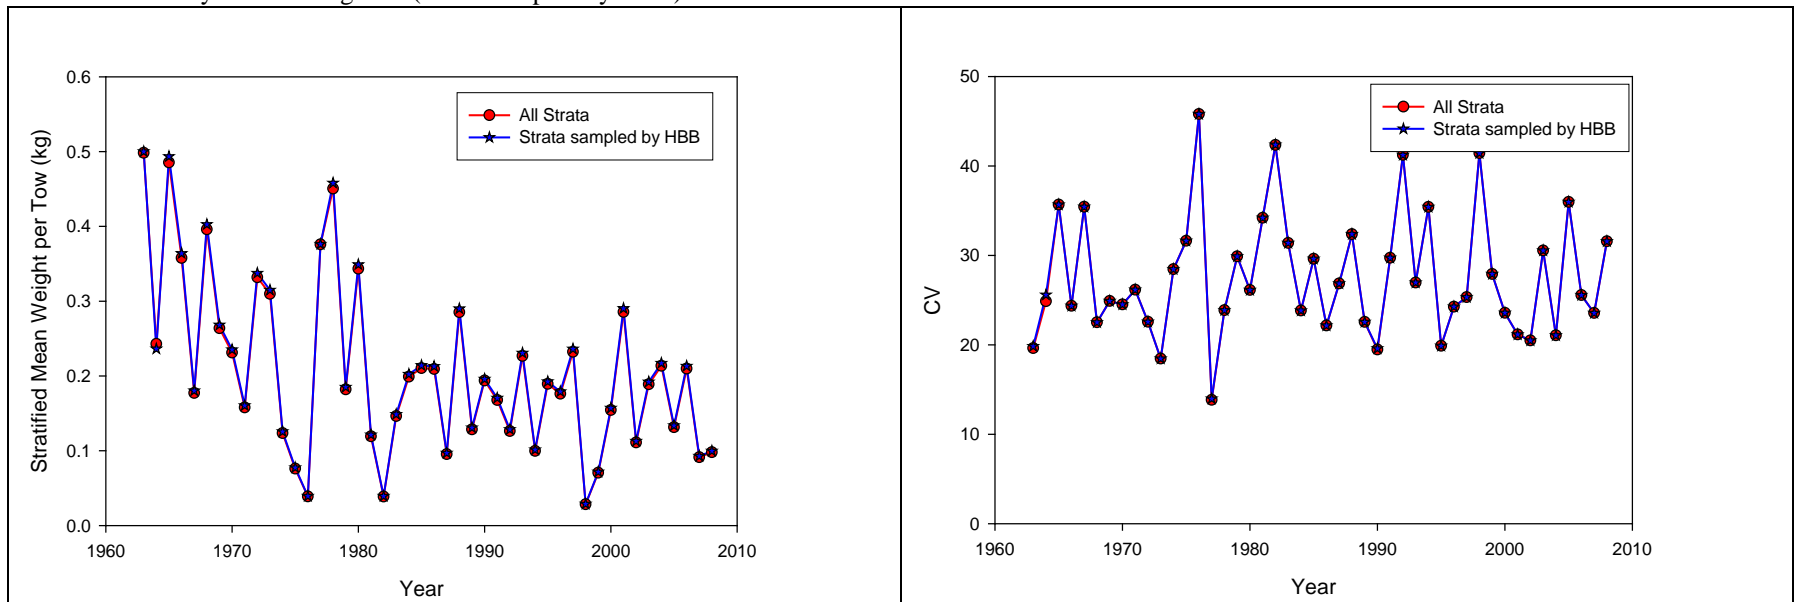 0.6
0.5
0.4
0.3
0.2
0.1
0.0
1960 1970 1980 1990 2000 2010
Stratified Mean Weight per Tow (kg)
Year
All Strata
Strata sampled by HBB
50
40
30
20
10
0
1960 1970 1980 1990 2000 2010
CV
Year
All Strata
Strata sampled by HBB